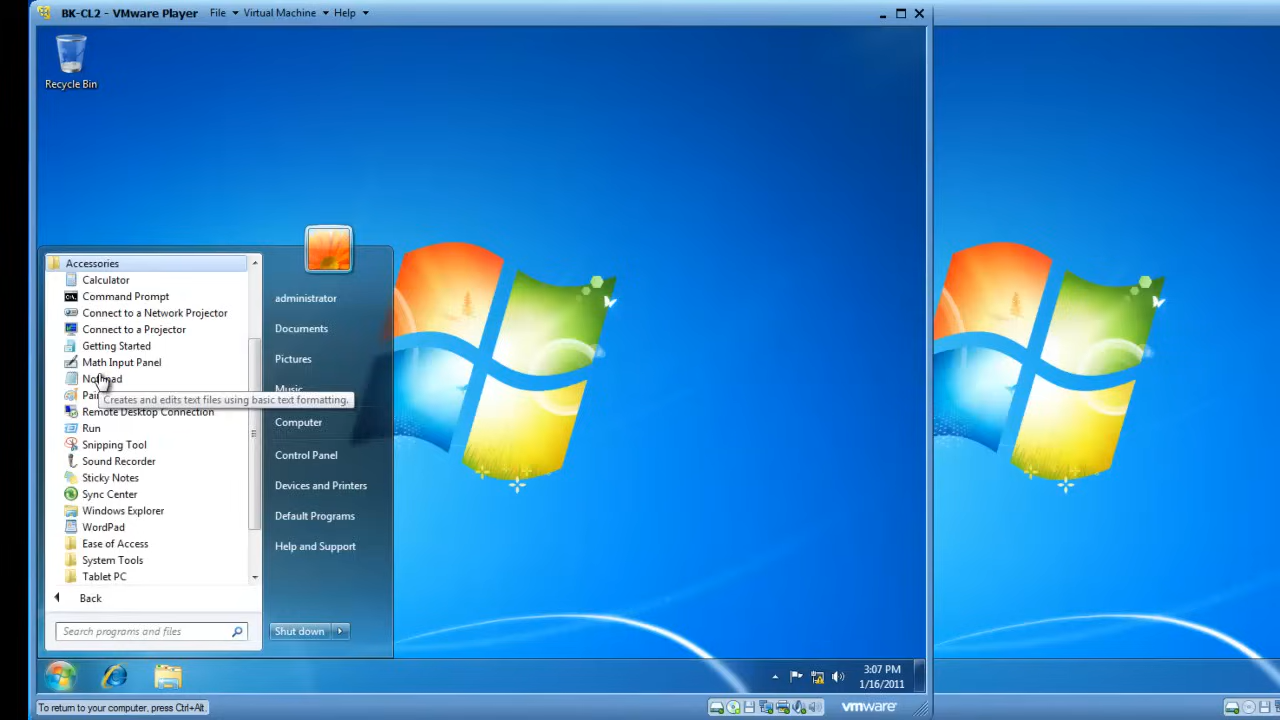 BK-CL2 - VMware Player File Virtual Machine Help
Recycle Bin
Accessories
Calculator
Command Prompt
Connect to a Network Projector
Connect to a Projector
Getting Started
Math Input Panel
Notepad
Creates and edits text files using basic text formatting.
Remote Desktop Connection
Run
Snipping Tool
Sound Recorder
Sticky Notes
Sync Center
Windows Explorer
WordPad
Ease of Access
System Tools
Tablet PC
Back
Search programs and files
administrator
Documents
Pictures
Music
Computer
Control Panel
Devices and Printers
Default Programs
Help and Support
Shut down
3:07 PM
1/16/2011
To return to your computer, press Ctrl+Alt.
vmware